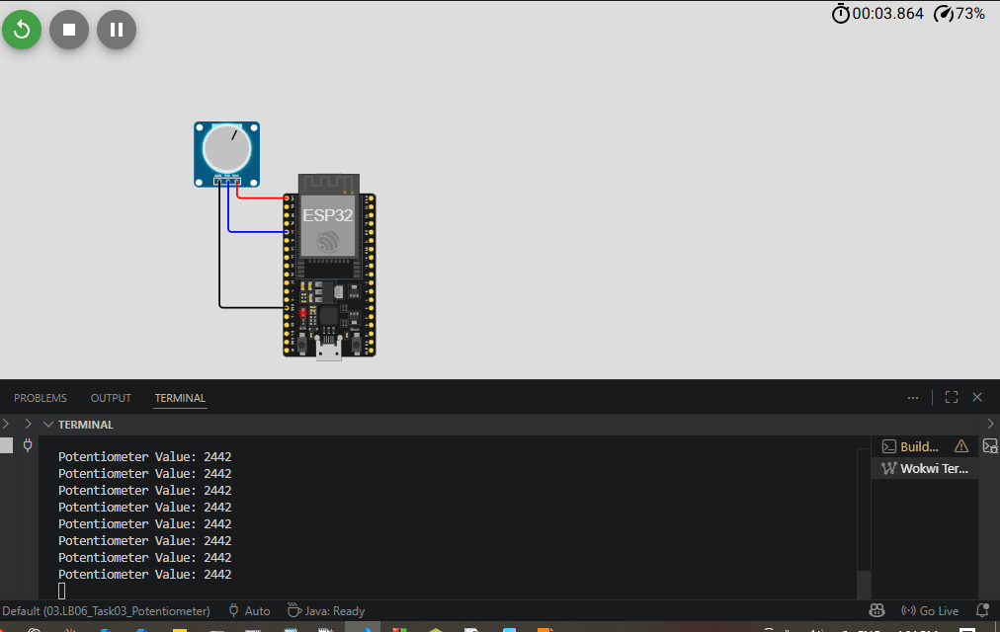 00:03.864 73%
ESP32
PROBLEMS OUTPUT TERMINAL
TERMINAL
Potentiometer Value: 2442
Potentiometer Value: 2442
Potentiometer Value: 2442
Potentiometer Value: 2442
Potentiometer Value: 2442
Potentiometer Value: 2442
Potentiometer Value: 2442
Potentiometer Value: 2442
Build...
Wokwi Ter...
Default (03.LB06_Task03_Potentiometer) Auto Java: Ready Go Live